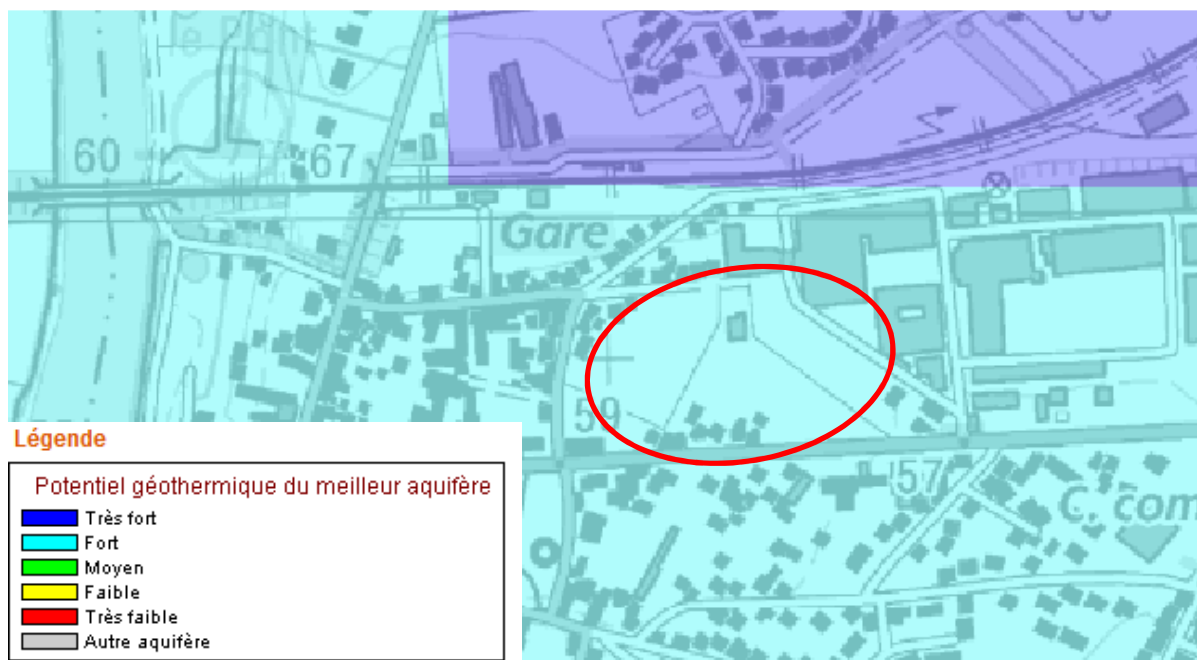 60
67
Gare
59
57
C. com
Légende
Potentiel géothermique du meilleur aquifère
Très fort
Fort
Moyen
Faible
Très faible
Autre aquifère